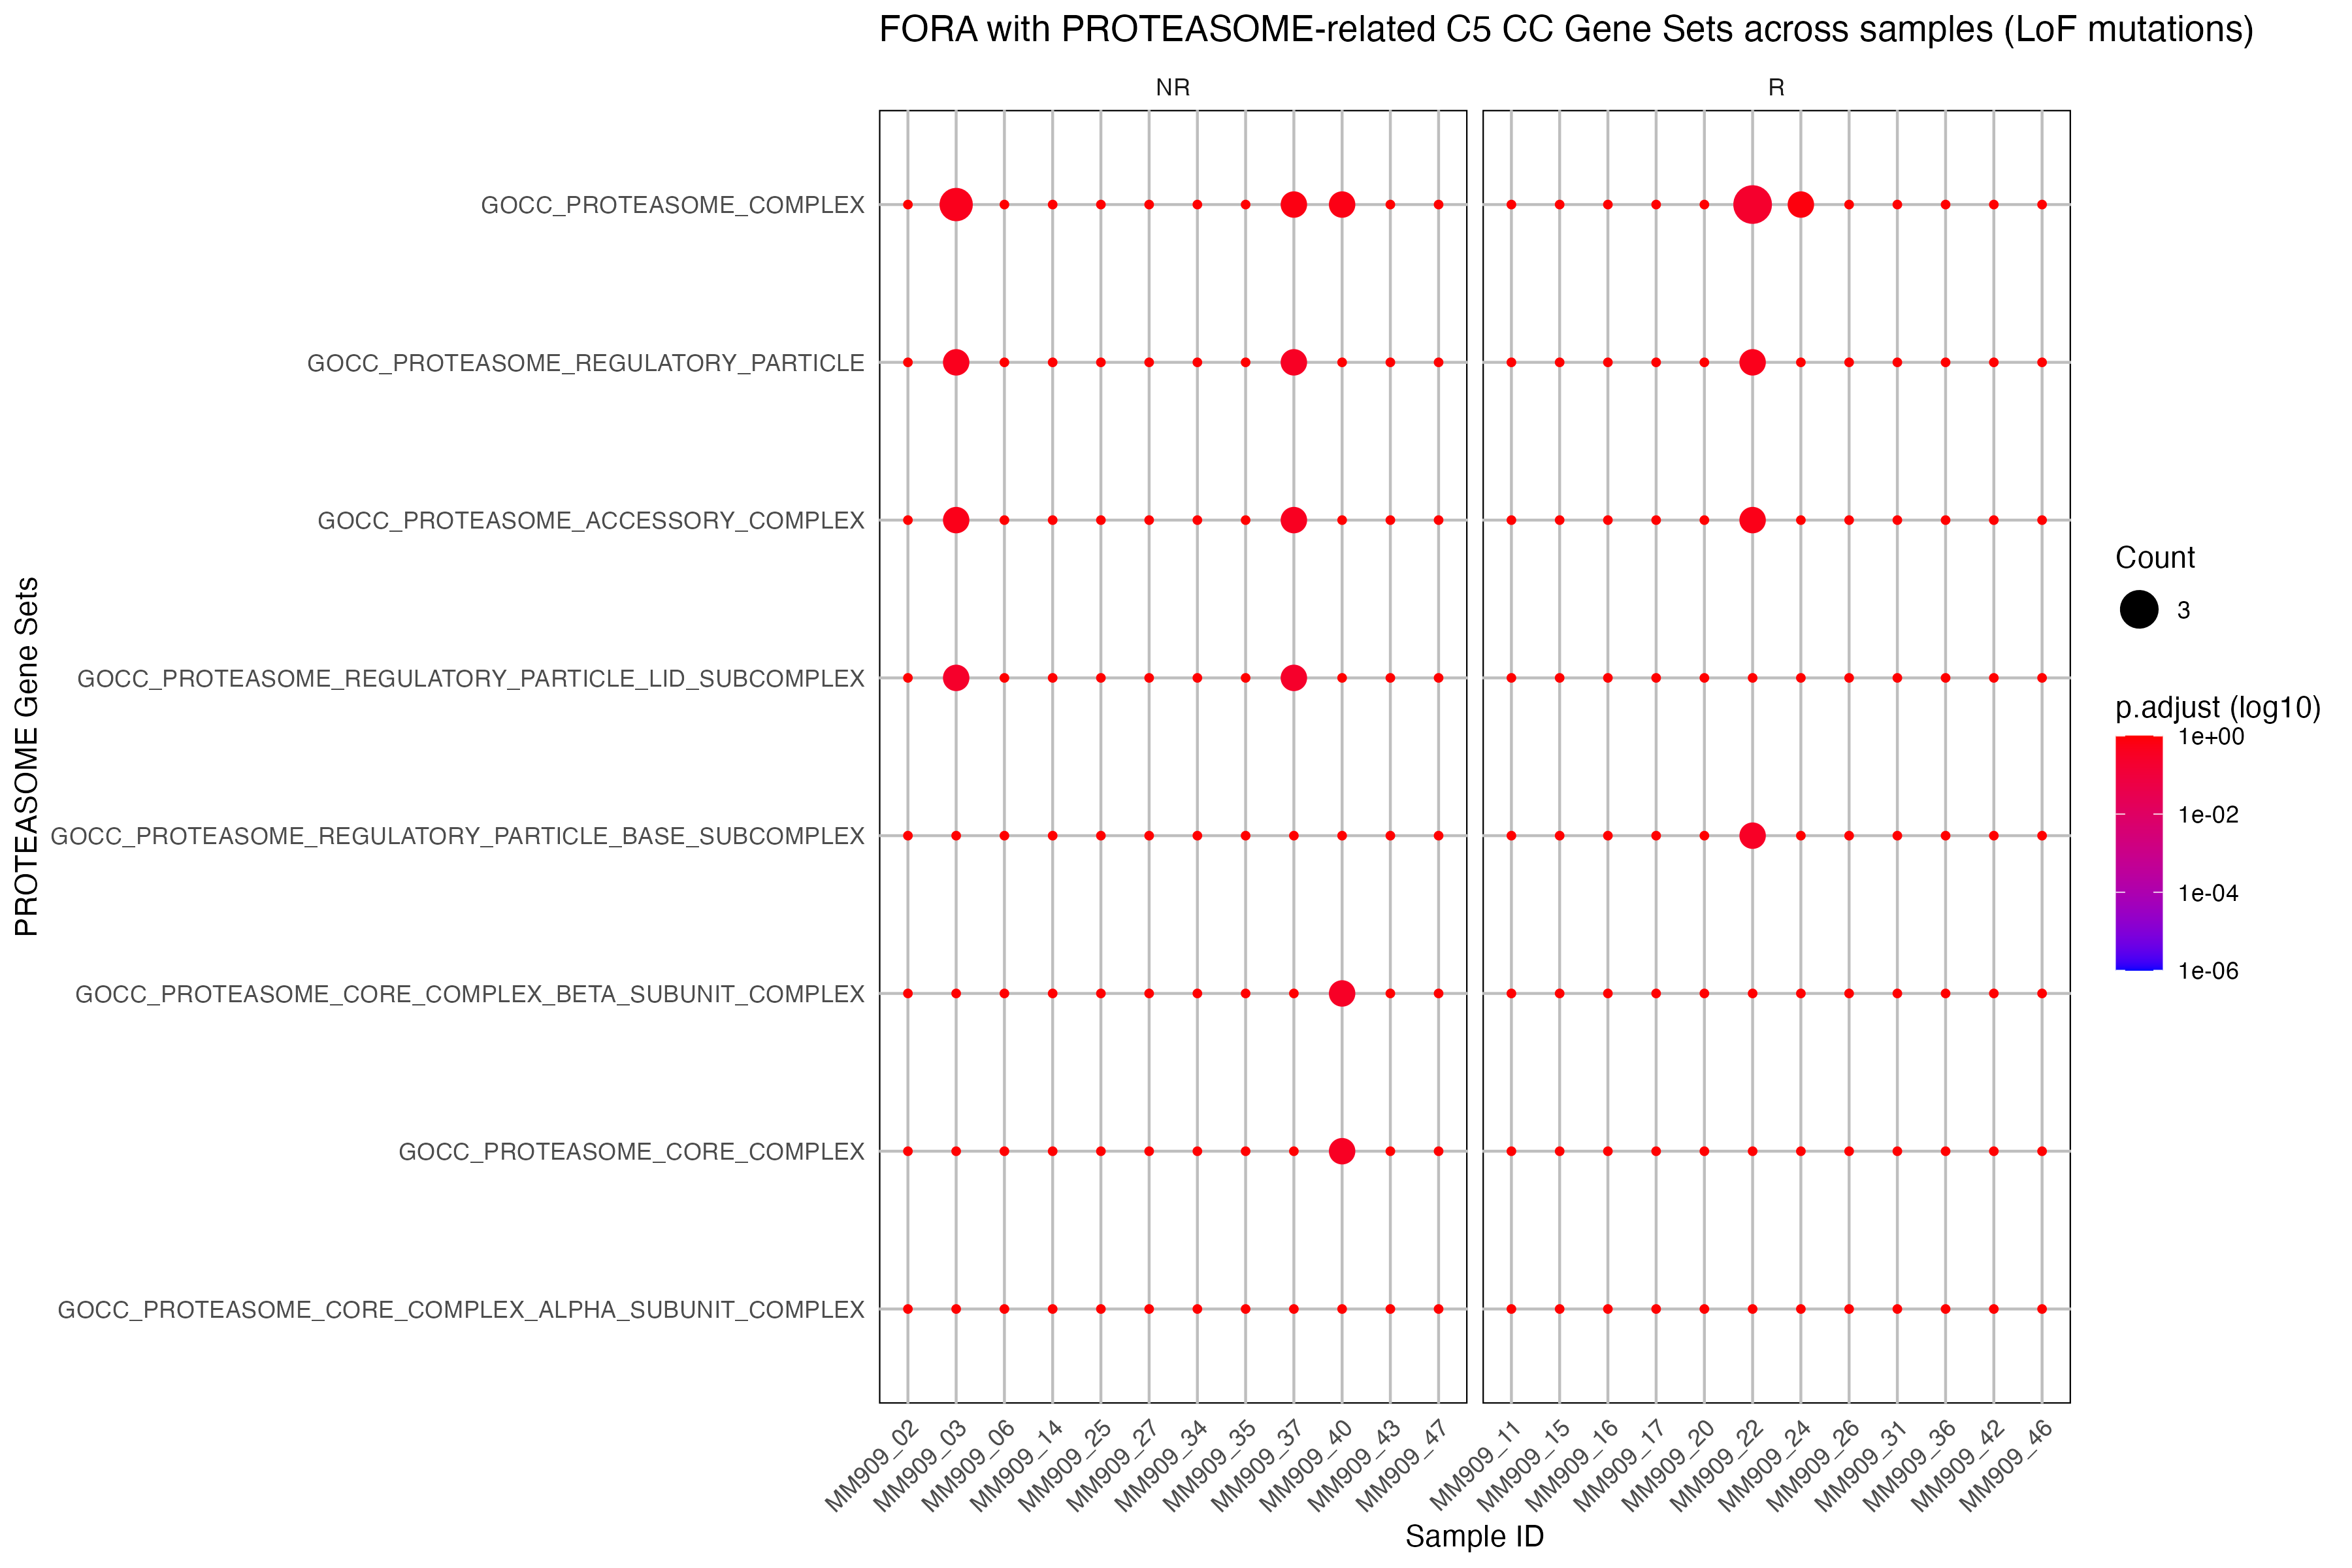 FORA with PROTEASOME-related C5 CC Gene Sets across samples (LoF mutations)
NR
R
PROTEASOME Gene Sets
GOCC_PROTEASOME_COMPLEX
GOCC_PROTEASOME_REGULATORY_PARTICLE
GOCC_PROTEASOME_ACCESSORY_COMPLEX
GOCC_PROTEASOME_REGULATORY_PARTICLE_LID_SUBCOMPLEX
GOCC_PROTEASOME_REGULATORY_PARTICLE_BASE_SUBCOMPLEX
GOCC_PROTEASOME_CORE_COMPLEX_BETA_SUBUNIT_COMPLEX
GOCC_PROTEASOME_CORE_COMPLEX
GOCC_PROTEASOME_CORE_COMPLEX_ALPHA_SUBUNIT_COMPLEX
MM909_02
MM909_03
MM909_06
MM909_14
MM909_25
MM909_27
MM909_34
MM909_35
MM909_37
MM909_40
MM909_43
MM909_47
MM909_11
MM909_15
MM909_16
MM909_17
MM909_20
MM909_22
MM909_24
MM909_26
MM909_31
MM909_36
MM909_42
MM909_46
Sample ID
Count
3
p.adjust (log10)
1e+00
1e-02
1e-04
1e-06